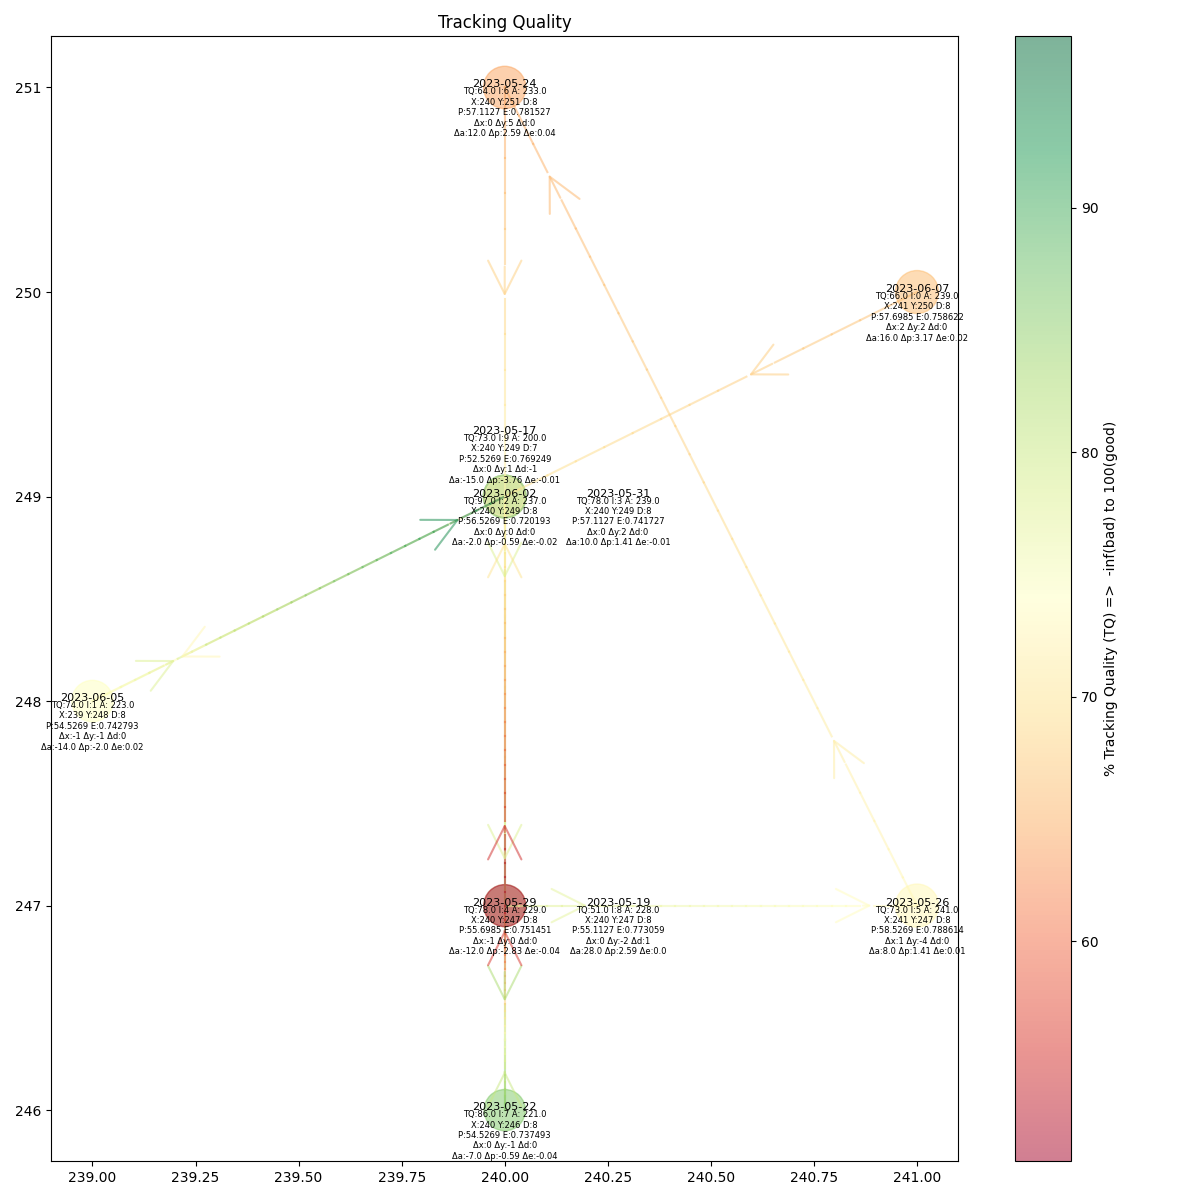 Tracking Quality
251
250
249
248
247
246
239.00
239.25
239.50
239.75
240.00
240.25
240.50
240.75
241.00
2023-05-24
TQ:64.0 I:6 A: 233.0
X:240 Y:251 D:8
P:57.1127 E:0.781527
Δx:0 Δy:5 Δd:0
Δa:12.0 Δp:2.59 Δe:0.04
2023-06-07
TQ:66.0 I:0 A: 239.0
X:241 Y:250 D:8
P:57.6985 E:0.758622
Δx:2 Δy:2 Δd:0
Δa:16.0 Δp:3.17 Δe:0.02
2023-05-17
TQ:73.0 I:9 A: 200.0
X:240 Y:249 D:7
P:52.5269 E:0.769249
Δx:0 Δy:1 Δd:-1
Δa:-15.0 Δp:-3.76 Δe:-0.01
2023-06-02
TQ:97.0 I:2 A: 237.0
X:240 Y:249 D:8
P:56.5269 E:0.720193
Δx:0 Δy:0 Δd:0
Δa:-2.0 Δp:-0.59 Δe:-0.02
2023-05-31
TQ:78.0 I:3 A: 239.0
X:240 Y:249 D:8
P:57.1127 E:0.741727
Δx:0 Δy:2 Δd:0
Δa:10.0 Δp:1.41 Δe:-0.01
2023-06-05
TQ:74.0 I:1 A: 223.0
X:239 Y:248 D:8
P:54.5269 E:0.742793
Δx:-1 Δy:-1 Δd:0
Δa:-14.0 Δp:-2.0 Δe:0.02
2023-05-29
TQ:78.0 I:4 A: 229.0
X:240 Y:247 D:8
P:55.6985 E:0.751451
Δx:-1 Δy:0 Δd:0
Δa:-12.0 Δp:-2.83 Δe:-0.04
2023-05-19
TQ:51.0 I:8 A: 228.0
X:240 Y:247 D:8
P:55.1127 E:0.773059
Δx:0 Δy:-2 Δd:1
Δa:28.0 Δp:2.59 Δe:0.0
2023-05-26
TQ:73.0 I:5 A: 241.0
X:241 Y:247 D:8
P:58.5269 E:0.788614
Δx:1 Δy:-4 Δd:0
Δa:8.0 Δp:1.41 Δe:0.01
2023-05-22
TQ:86.0 I:7 A: 221.0
X:240 Y:246 D:8
P:54.5269 E:0.737493
Δx:0 Δy:-1 Δd:0
Δa:-7.0 Δp:-0.59 Δe:-0.04
90
80
70
60
% Tracking Quality (TQ) => -inf(bad) to 100(good)